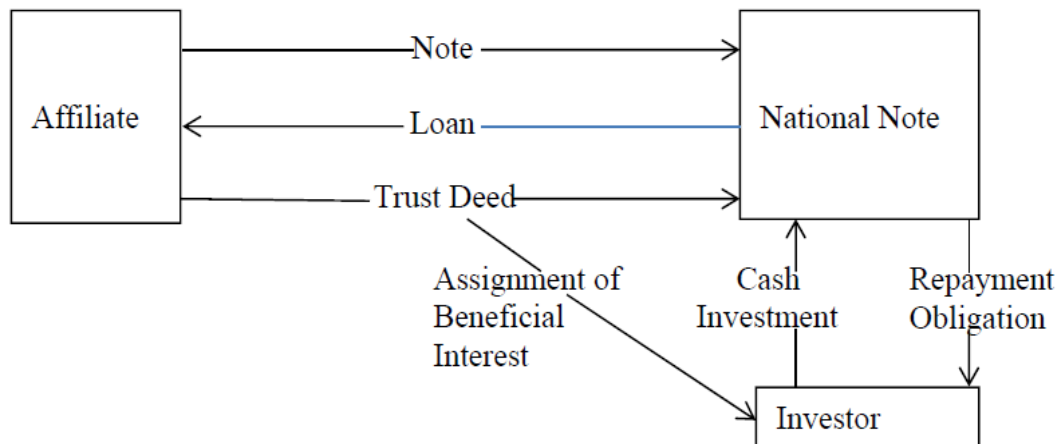 Note
Affiliate
Loan
National Note
Trust Deed
Assignment of
Beneficial
Interest
Cash
Investment
Repayment
Obligation
Investor